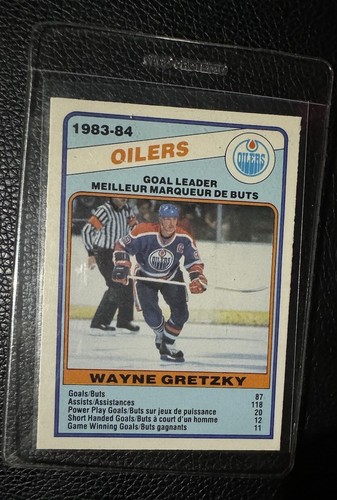 1983-84
OILERS
OILERS
GOAL LEADER
MEILLEUR MARQUEUR DE BUTS
OILERS
WAYNE GRETZKY
Goals/Buts 87
Assists/Assistances 118
Power Play Goals/Buts sur jeux de puissance 20
Short Handed Goals/Buts à court d'un homme 12
Game Winning Goals/Buts gagnants 11